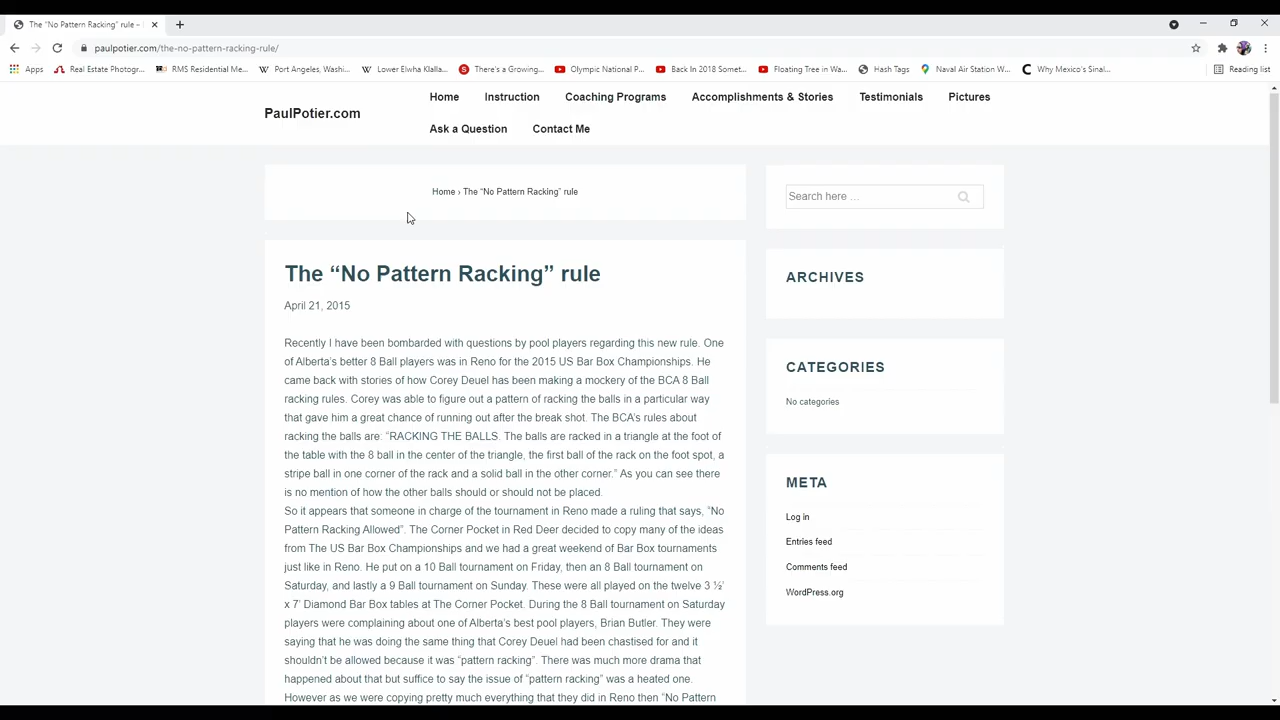 The “No Pattern Racking” rule –
paulpotier.com/the-no-pattern-racking-rule/
Apps
Real Estate Photogr...
RMS Residential Me...
Port Angeles, Washi...
Lower Elwha Klalla...
There's a Growing...
Olympic National P...
Back In 2018 Somet...
Floating Tree in Wa...
Hash Tags
Naval Air Station W...
Why Mexico's Sinal...
Reading list
PaulPotier.com
Home
Instruction
Coaching Programs
Accomplishments & Stories
Testimonials
Pictures
Ask a Question
Contact Me
Home › The “No Pattern Racking” rule
The “No Pattern Racking” rule
April 21, 2015
Recently I have been bombarded with questions by pool players regarding this new rule. One
of Alberta’s better 8 Ball players was in Reno for the 2015 US Bar Box Championships. He
came back with stories of how Corey Deuel has been making a mockery of the BCA 8 Ball
racking rules. Corey was able to figure out a pattern of racking the balls in a particular way
that gave him a great chance of running out after the break shot. The BCA’s rules about
racking the balls are: “RACKING THE BALLS. The balls are racked in a triangle at the foot of
the table with the 8 ball in the center of the triangle, the first ball of the rack on the foot spot, a
stripe ball in one corner of the rack and a solid ball in the other corner.” As you can see there
is no mention of how the other balls should or should not be placed.
So it appears that someone in charge of the tournament in Reno made a ruling that says, “No
Pattern Racking Allowed”. The Corner Pocket in Red Deer decided to copy many of the ideas
from The US Bar Box Championships and we had a great weekend of Bar Box tournaments
just like in Reno. He put on a 10 Ball tournament on Friday, then an 8 Ball tournament on
Saturday, and lastly a 9 Ball tournament on Sunday. These were all played on the twelve 3 ½’
x 7’ Diamond Bar Box tables at The Corner Pocket. During the 8 Ball tournament on Saturday
players were complaining about one of Alberta’s best pool players, Brian Butler. They were
saying that he was doing the same thing that Corey Deuel had been chastised for and it
shouldn’t be allowed because it was “pattern racking”. There was much more drama that
happened about that but suffice to say the issue of “pattern racking” was a heated one.
However as we were copying pretty much everything that they did in Reno then “No Pattern
Search here …
ARCHIVES
CATEGORIES
No categories
META
Log in
Entries feed
Comments feed
WordPress.org